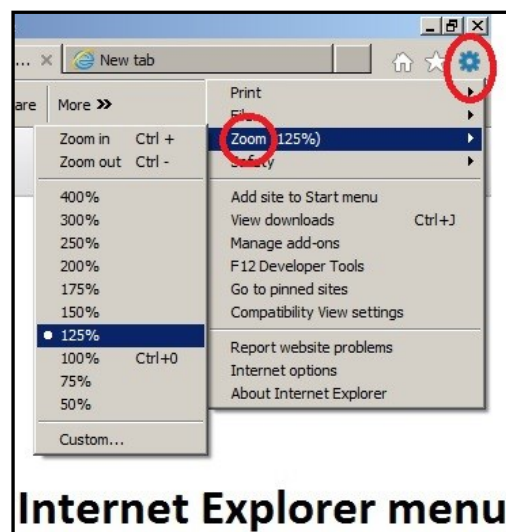 ... × New tab
are More »
Print
File
Zoom (125%)
Safety
Add site to Start menu
View downloads Ctrl+J
Manage add-ons
F12 Developer Tools
Go to pinned sites
Compatibility View settings
Report website problems
Internet options
About Internet Explorer
Zoom in Ctrl +
Zoom out Ctrl -
400%
300%
250%
200%
175%
150%
125%
100% Ctrl+0
75%
50%
Custom...
Internet Explorer menu